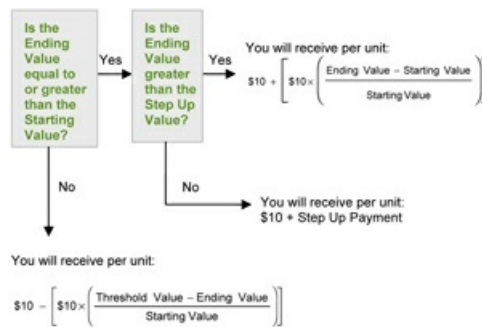 Is the
Ending
Value
equal to
or greater
than the
Starting
Value?
Yes
Is the
Ending
Value
greater
than the
Step Up
Value?
Yes
You will receive per unit:
$10 + [ $10× ( Ending Value – Starting Value
Starting Value )
No
No
You will receive per unit:
$10 + Step Up Payment
You will receive per unit:
$10 – [ $10× ( Threshold Value – Ending Value
Starting Value ) ]